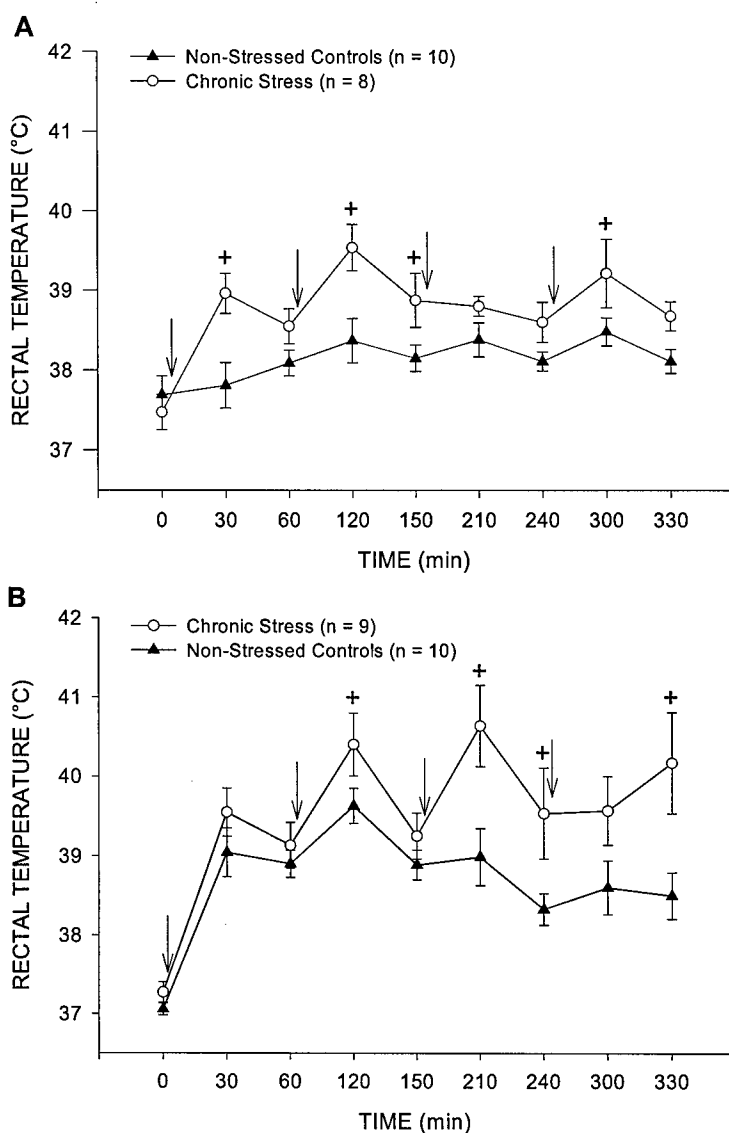 A
Non-Stressed Controls (n = 10)
Chronic Stress (n = 8)
RECTAL TEMPERATURE (°C)
42
41
40
39
38
37
+ + + +
0 30 60 120 150 210 240 300 330
TIME (min)
B
Chronic Stress (n = 9)
Non-Stressed Controls (n = 10)
RECTAL TEMPERATURE (°C)
42
41
40
39
38
37
+ + + +
0 30 60 120 150 210 240 300 330
TIME (min)